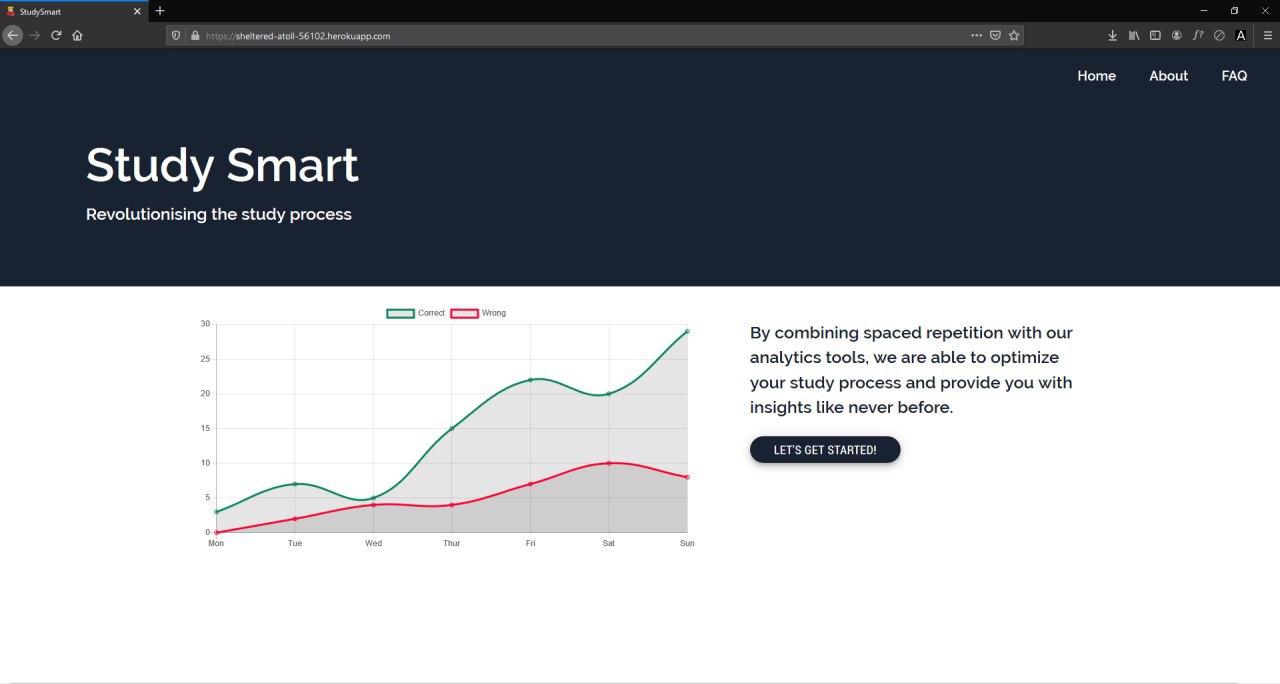 StudySmart
https://sheltered-atoll-56102.herokuapp.com
Home About FAQ
Study Smart
Revolutionising the study process
Correct Wrong
30
25
20
15
10
5
0
Mon Tue Wed Thur Fri Sat Sun
By combining spaced repetition with our
analytics tools, we are able to optimize
your study process and provide you with
insights like never before.
LET'S GET STARTED!